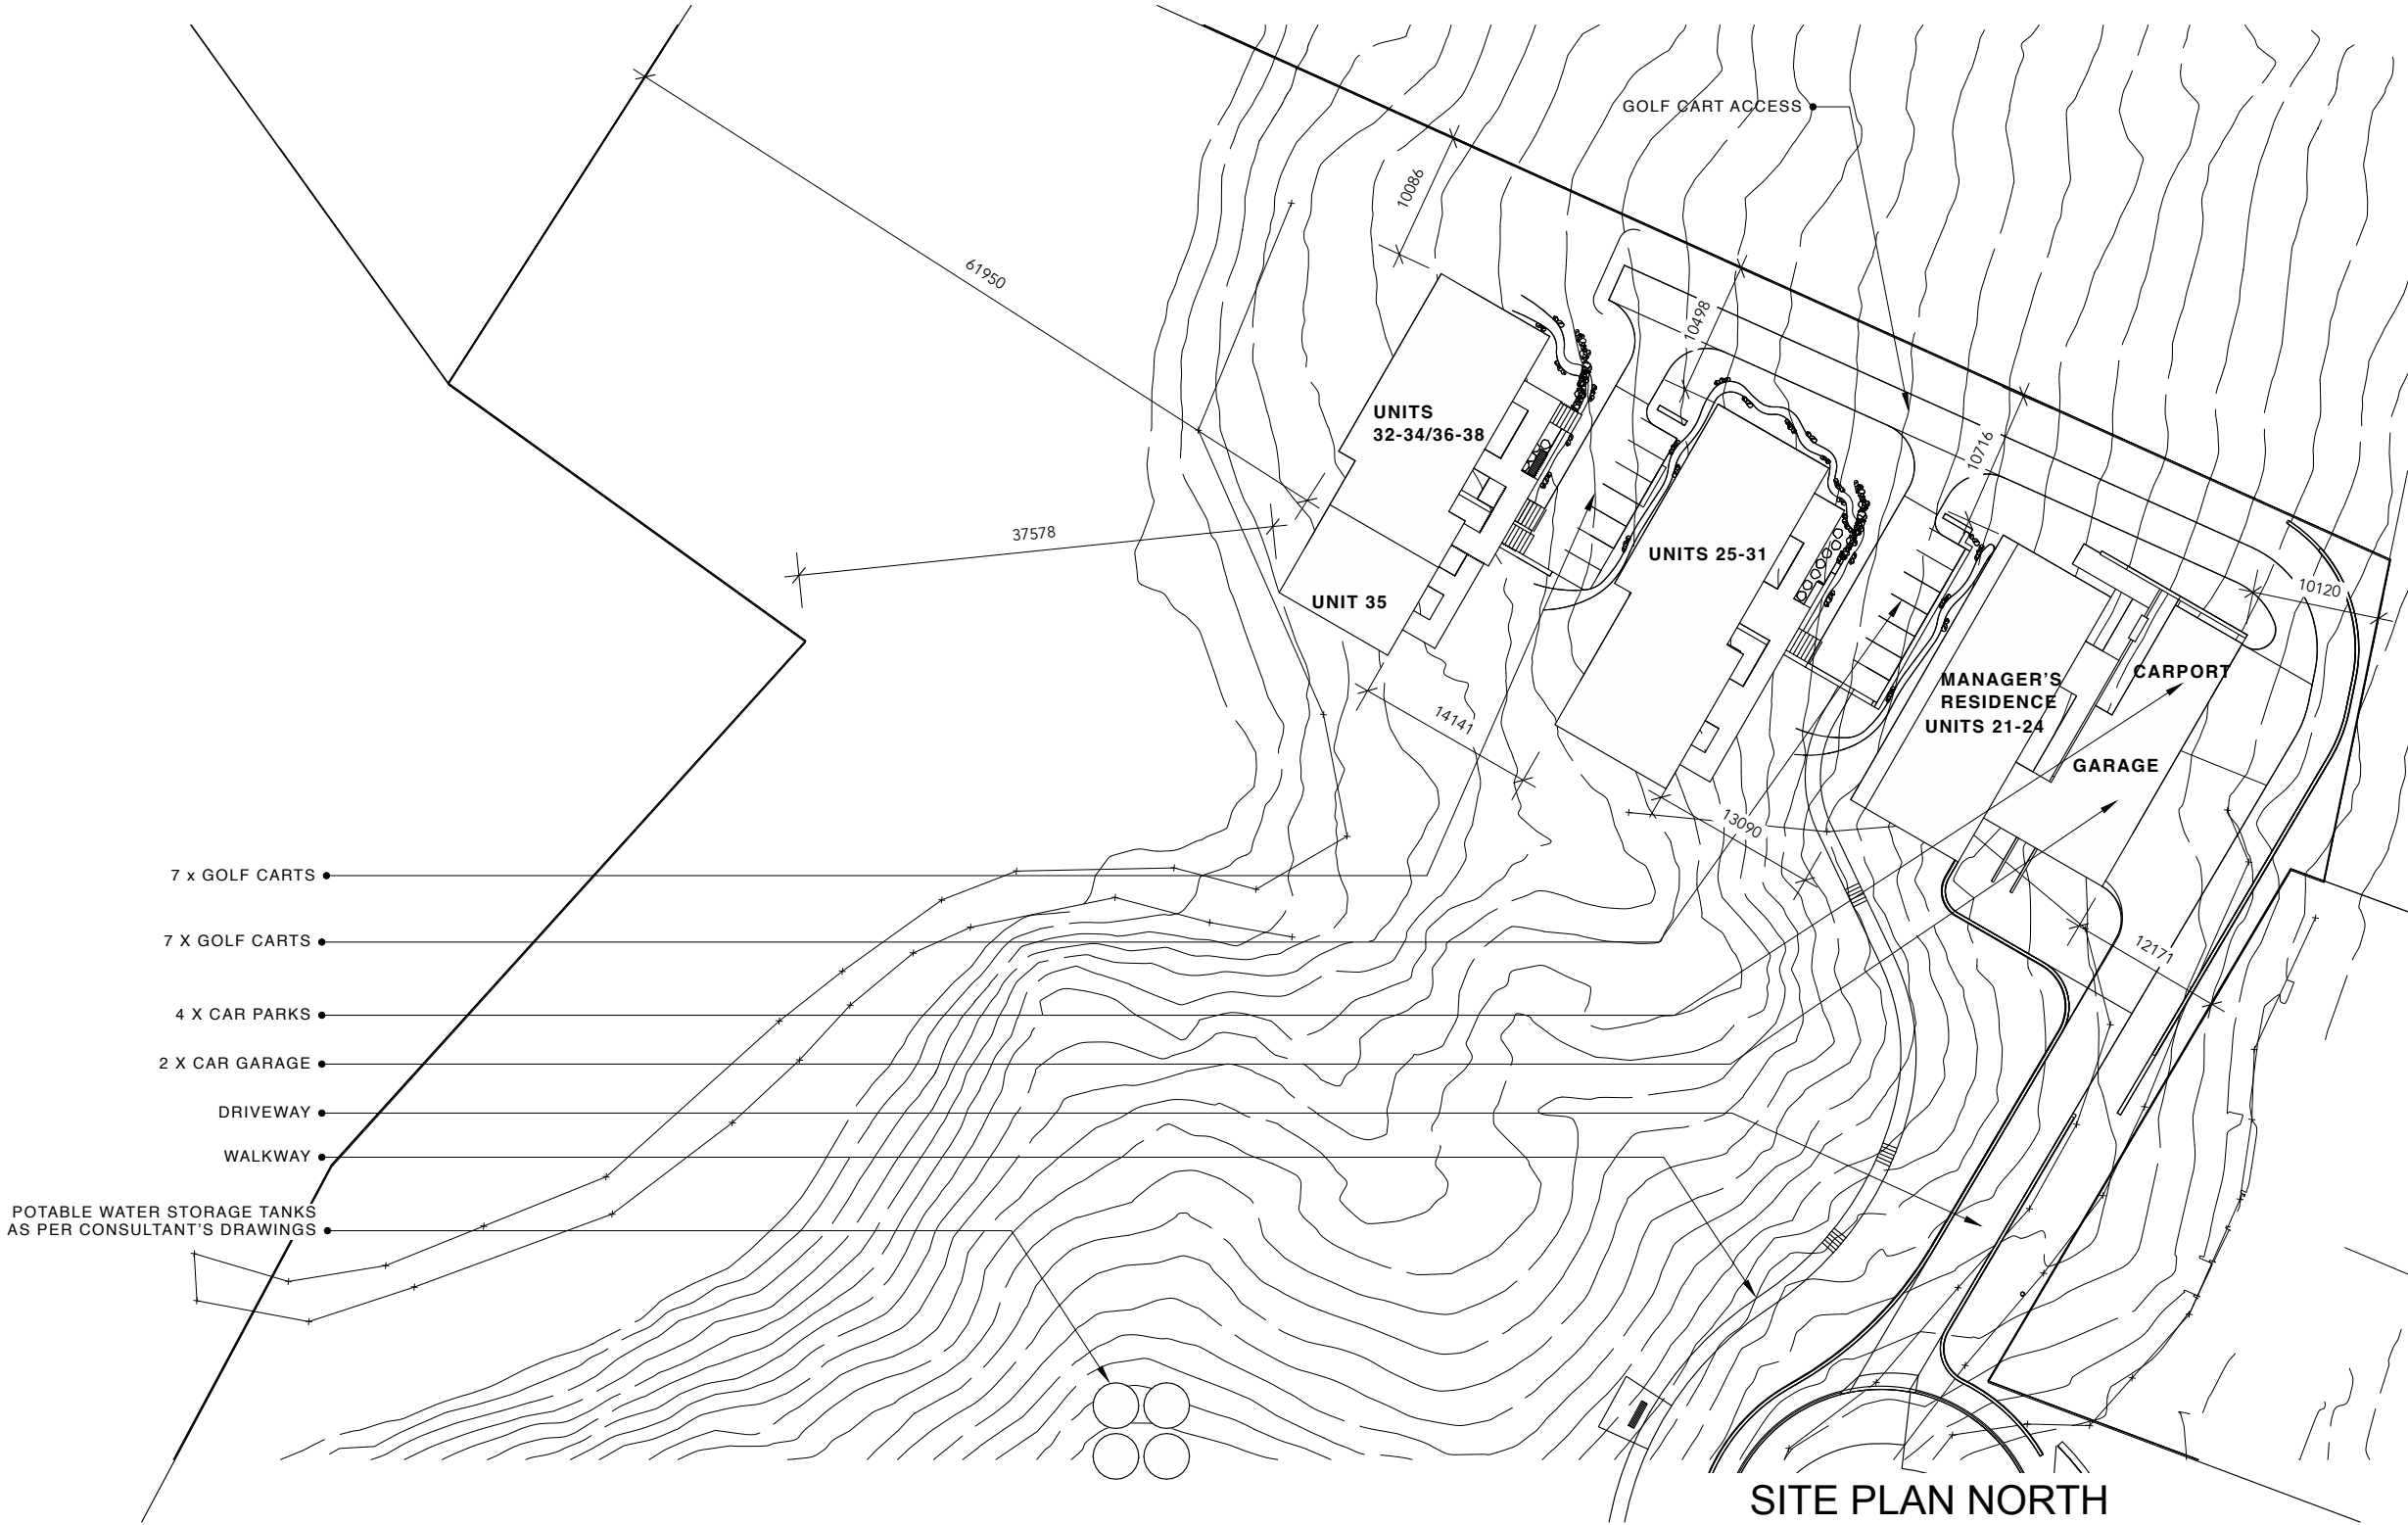 GOLF CART ACCESS
10086
61950
10498
UNITS
32-34/36-38
10716
37578
UNITS 25-31
10120
UNIT 35
CARPORT
MANAGER'S
RESIDENCE
UNITS 21-24
14141
GARAGE
13090
7 x GOLF CARTS
7 X GOLF CARTS
12171
4 X CAR PARKS
2 X CAR GARAGE
DRIVEWAY
WALKWAY
POTABLE WATER STORAGE TANKS
AS PER CONSULTANT'S DRAWINGS
SITE PLAN NORTH